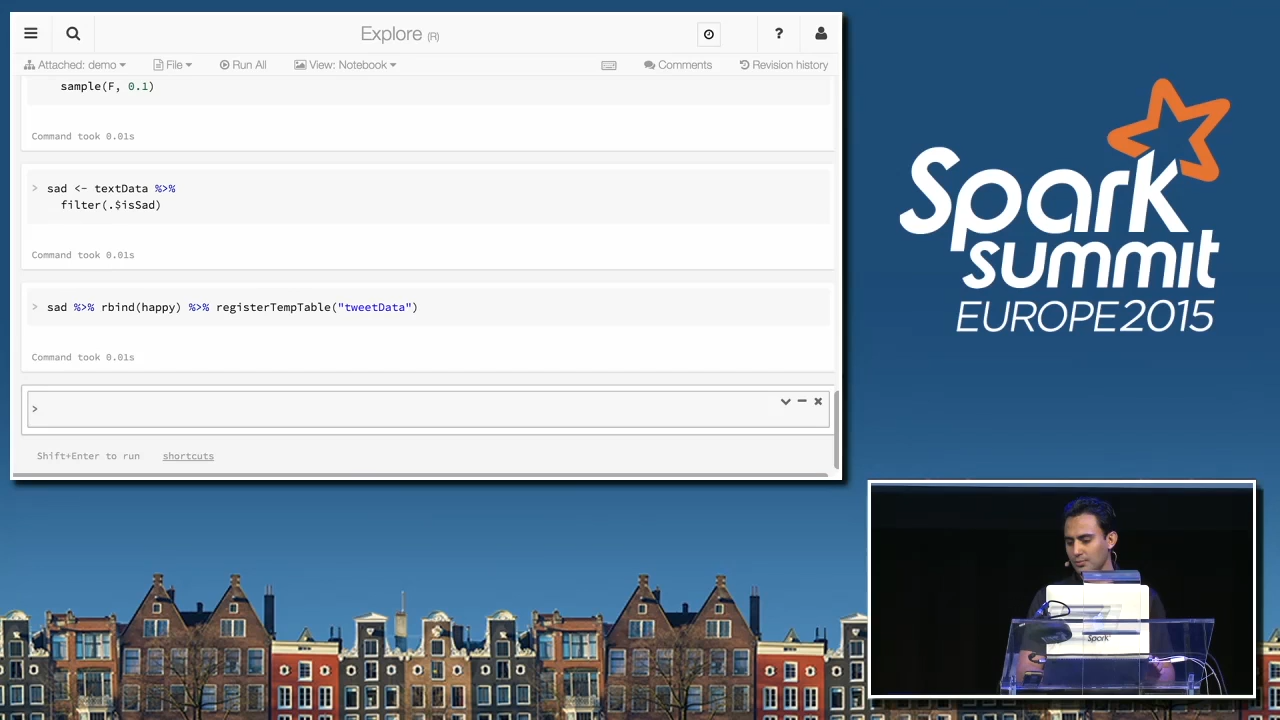 Explore (R)
?
Attached: demo
File
Run All
View: Notebook
Comments
Revision history
sample(F, 0.1)
Command took 0.01s
> sad <- textData %>%
filter(.$isSad)
Command took 0.01s
> sad %>% rbind(happy) %>% registerTempTable("tweetData")
Command took 0.01s
>
Shift+Enter to run shortcuts
Spark
summit
EUROPE 2015
Spark